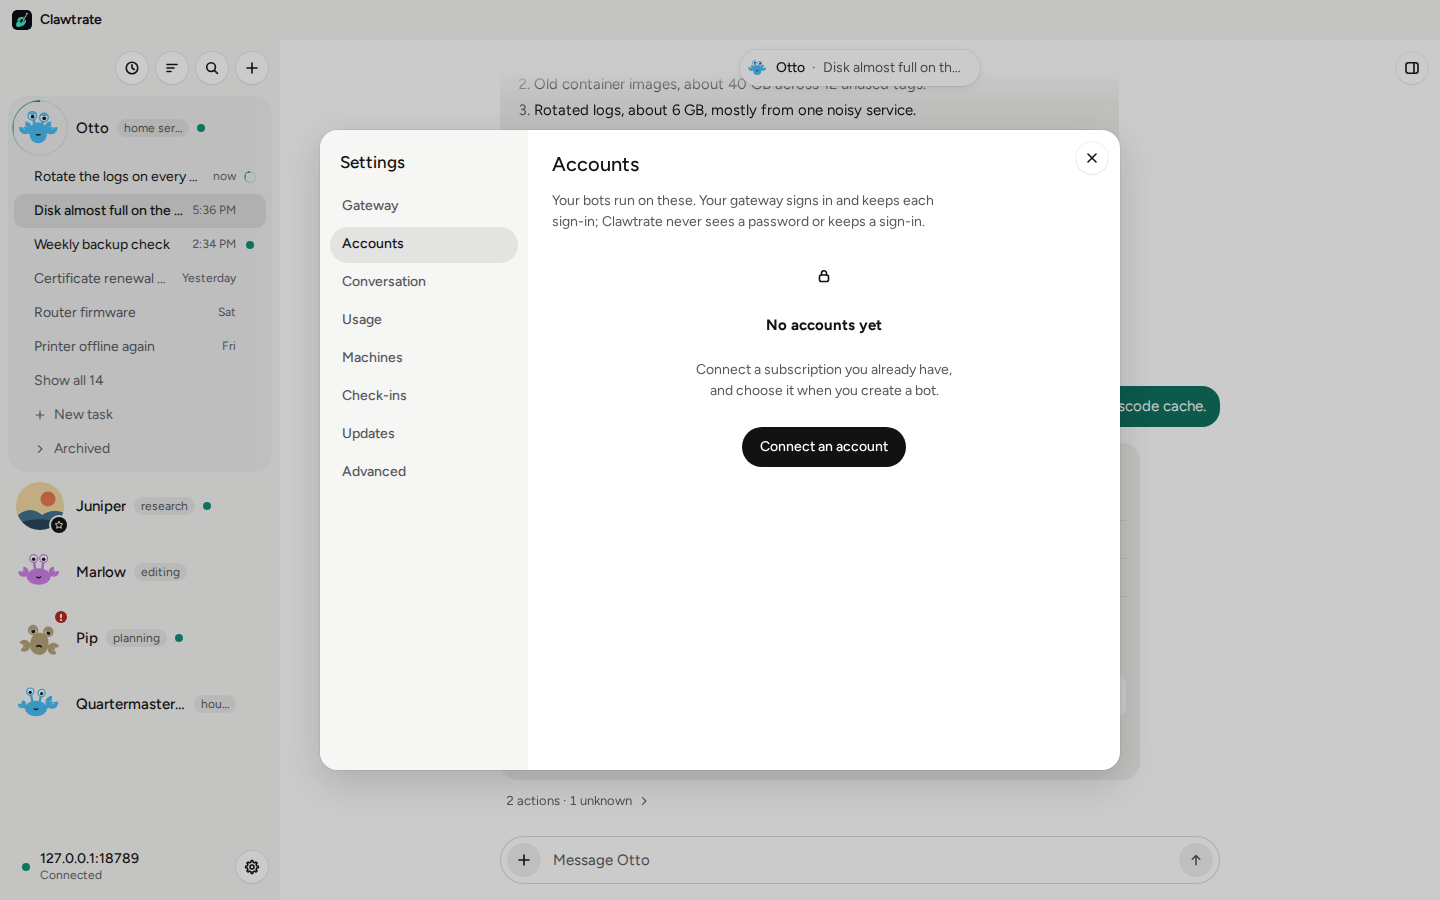 Clawtrate
Otto
home ser...
Rotate the logs on every ...
now
Disk almost full on the ...
5:36 PM
Weekly backup check
2:34 PM
Certificate renewal ...
Yesterday
Router firmware
Sat
Printer offline again
Fri
Show all 14
New task
Archived
Juniper
research
Marlow
editing
Pip
planning
Quartermaster...
hou...
127.0.0.1:18789
Connected
Otto · Disk almost full on th...
2. Old container images, about 40 GB across 12 unused tags.
3. Rotated logs, about 6 GB, mostly from one noisy service.
Settings
Gateway
Accounts
Conversation
Usage
Machines
Check-ins
Updates
Advanced
Accounts
Your bots run on these. Your gateway signs in and keeps each
sign-in; Clawtrate never sees a password or keeps a sign-in.
No accounts yet
Connect a subscription you already have,
and choose it when you create a bot.
Connect an account
scode cache.
2 actions · 1 unknown
Message Otto